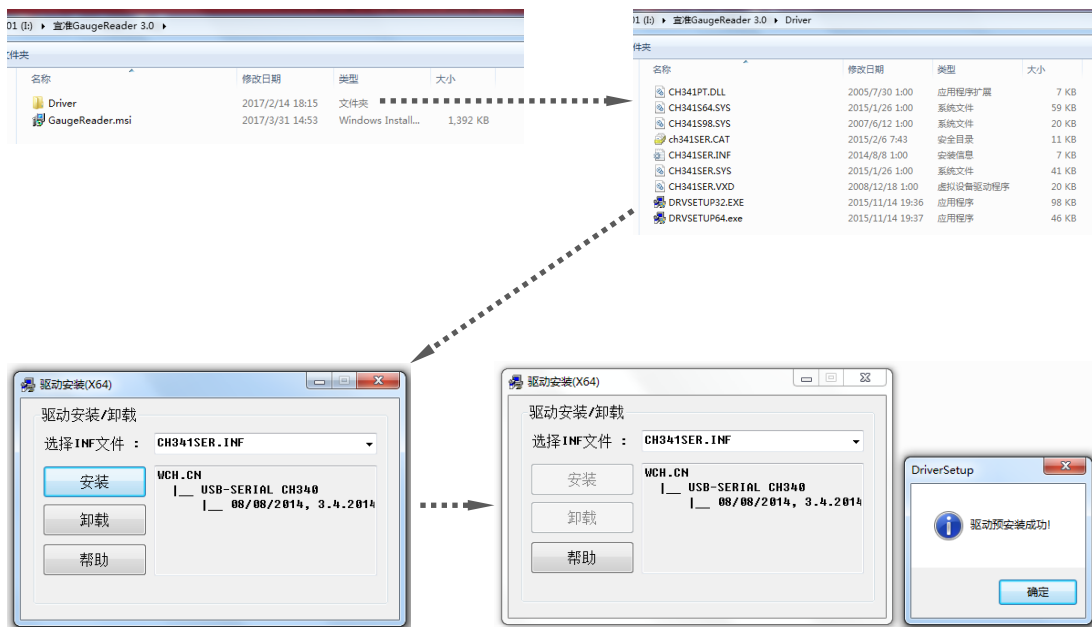 01 (I:) ▸ 宜准GaugeReader 3.0 ▸
文件夹
名称 修改日期 类型 大小
Driver 2017/2/14 18:15 文件夹
GaugeReader.msi 2017/3/31 14:53 Windows Install... 1,392 KB
01 (I:) ▸ 宜准GaugeReader 3.0 ▸ Driver
件夹
名称 修改日期 类型 大小
CH341PT.DLL 2005/7/30 1:00 应用程序扩展 7 KB
CH341S64.SYS 2015/1/26 1:00 系统文件 59 KB
CH341S98.SYS 2007/6/12 1:00 系统文件 20 KB
ch341SER.CAT 2015/2/6 7:43 安全目录 11 KB
CH341SER.INF 2014/8/8 1:00 安装信息 7 KB
CH341SER.SYS 2015/1/26 1:00 系统文件 41 KB
CH341SER.VXD 2008/12/18 1:00 虚拟设备驱动程序 20 KB
DRVSETUP32.EXE 2015/11/14 19:36 应用程序 98 KB
DRVSETUP64.exe 2015/11/14 19:37 应用程序 46 KB
驱动安装(X64)
驱动安装/卸载
选择INF文件 : CH341SER.INF
安装
卸载
帮助
WCH.CN
|__ USB-SERIAL CH340
|__ 08/08/2014, 3.4.2014
驱动安装(X64)
驱动安装/卸载
选择INF文件 : CH341SER.INF
安装
卸载
帮助
WCH.CN
|__ USB-SERIAL CH340
|__ 08/08/2014, 3.4.2014
DriverSetup
驱动预安装成功!
确定